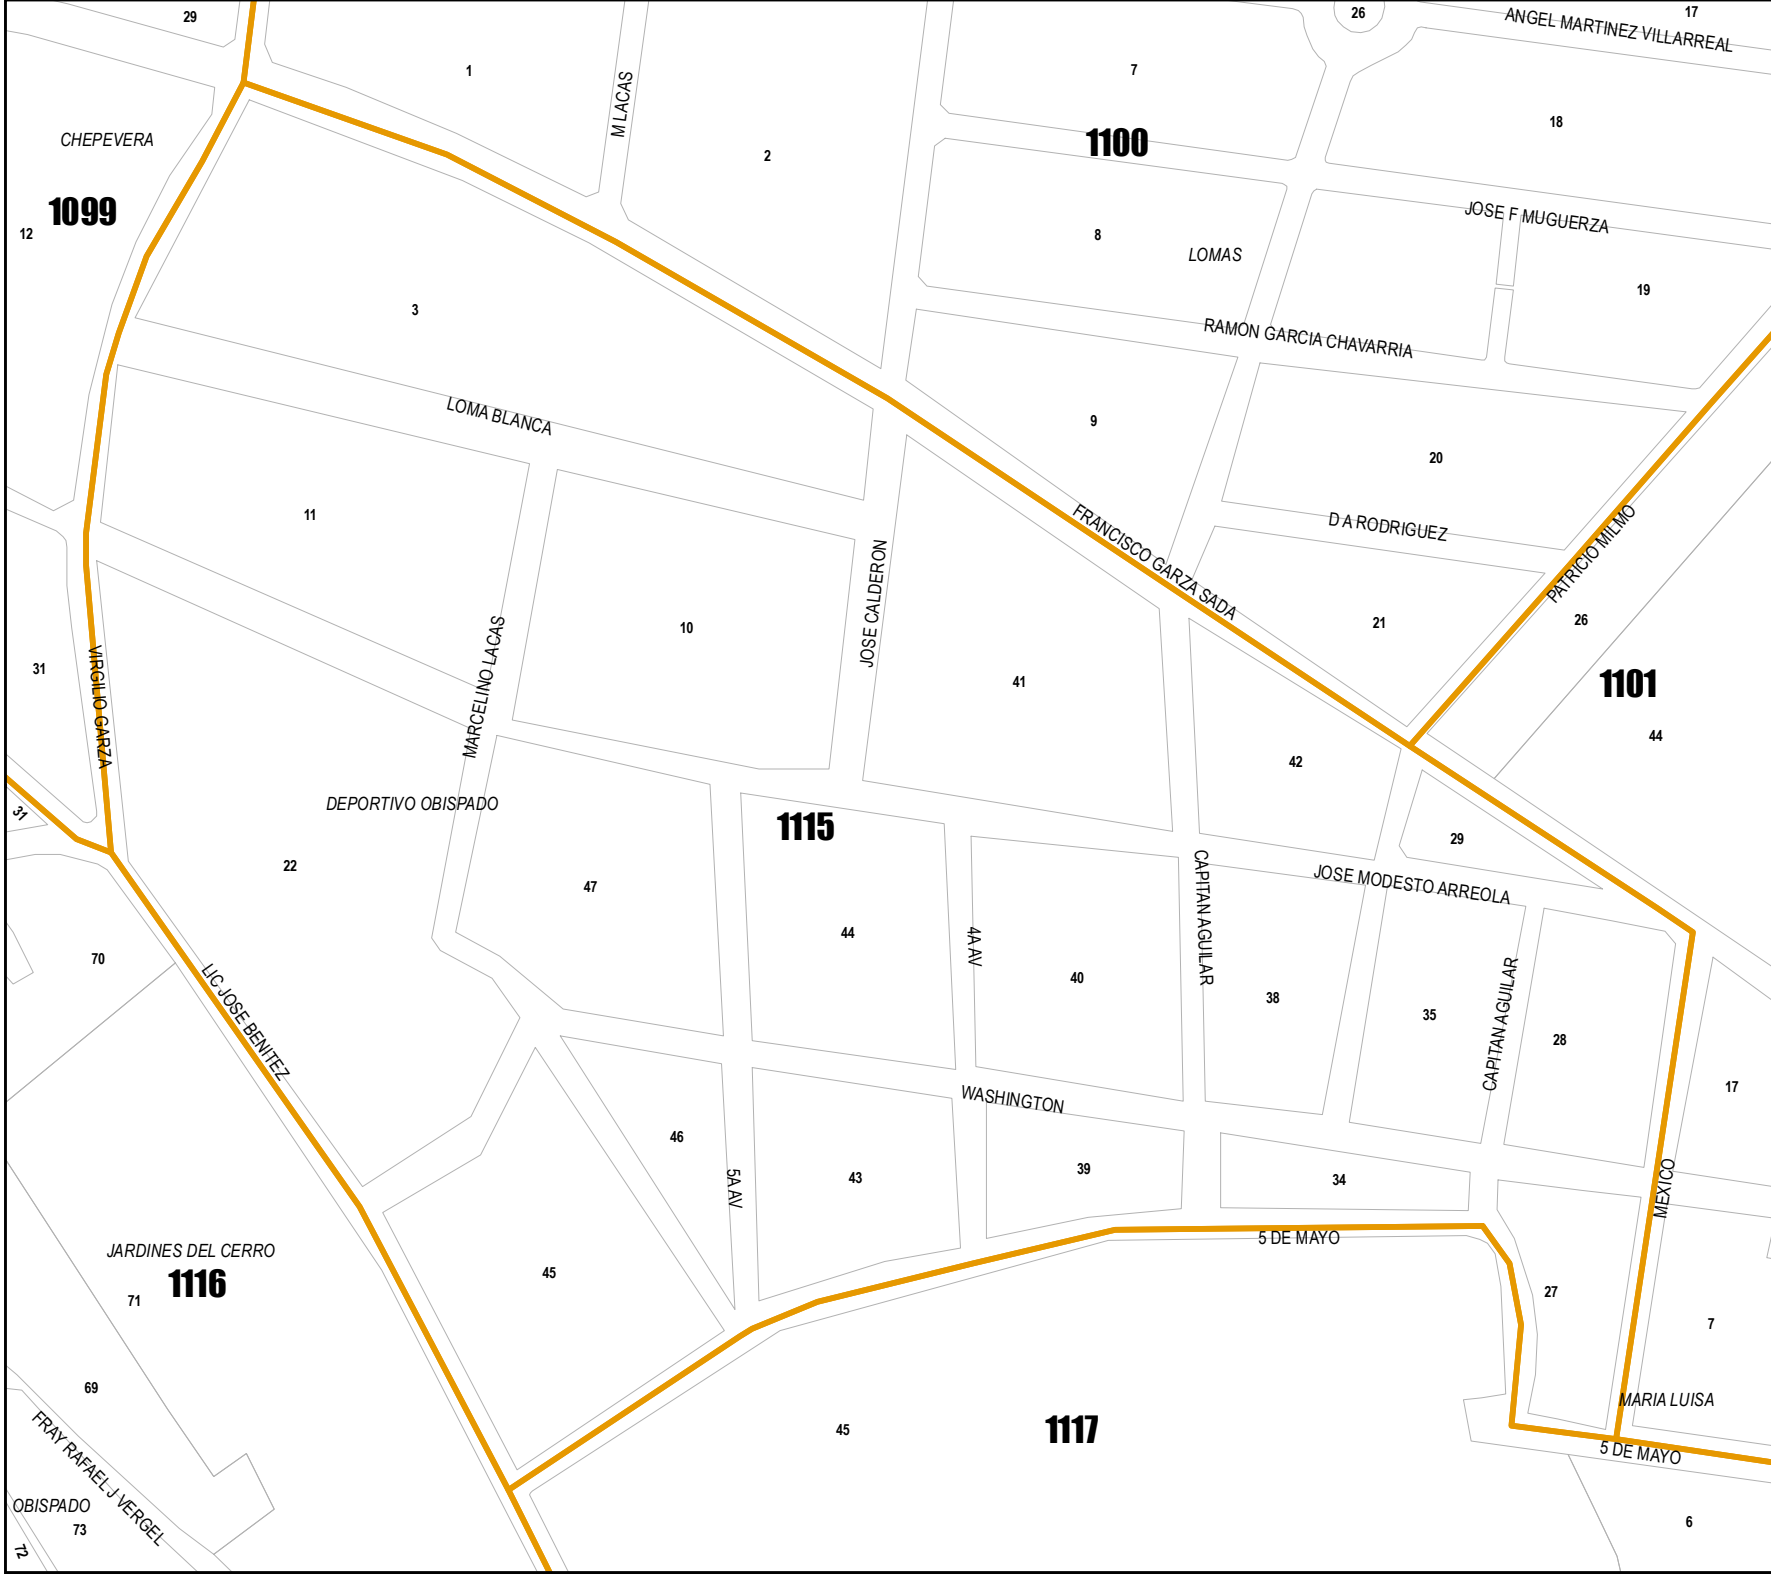 29
26
17
ANGEL MARTINEZ VILLARREAL
1
7
M LACAS
18
CHEPEVERA
1100
2
1099
12
JOSE F MUGUERZA
8
LOMAS
19
3
RAMON GARCIA CHAVARRIA
LOMA BLANCA
9
20
11
FRANCISCO GARZA SADA
D A RODRIGUEZ
PATRICIO MILMO
JOSE CALDERON
10
21
26
31
VIRGILIO GARZA
MARCELINO LACAS
41
1101
44
42
DEPORTIVO OBISPADO
31
1115
29
22
47
JOSE MODESTO ARREOLA
CAPITAN AGUILAR
44
4A AV
70
40
38
35
CAPITAN AGUILAR
28
LIC JOSE BENITEZ
17
WASHINGTON
46
39
43
5A AV
34
MEXICO
5 DE MAYO
JARDINES DEL CERRO
1116
45
71
27
7
69
MARIA LUISA
FRAY RAFAEL J VERGEL
45
1117
5 DE MAYO
OBISPADO
73
72
6